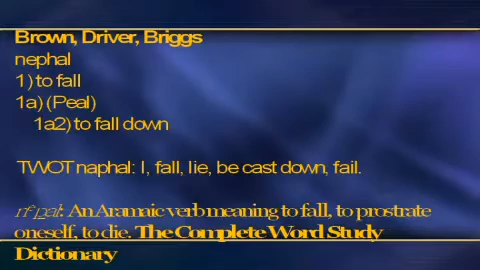 Brown, Driver, Briggs
nephal
1) to fall
1a) (Peal)
1a2) to fall down
TWOT naphal: I, fall, lie, be cast down, fail.
: An Aramaic verb meaning to fall, to prostrate
oneself, to die. The Complete Word Study
Dictionary